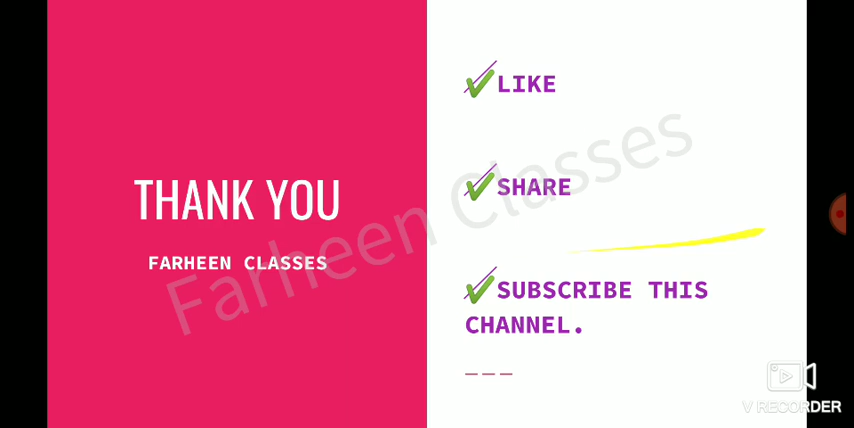 THANK YOU
FARHEEN CLASSES
Farheen Classes
LIKE
SHARE
SUBSCRIBE THIS
CHANNEL.
V RECORDER